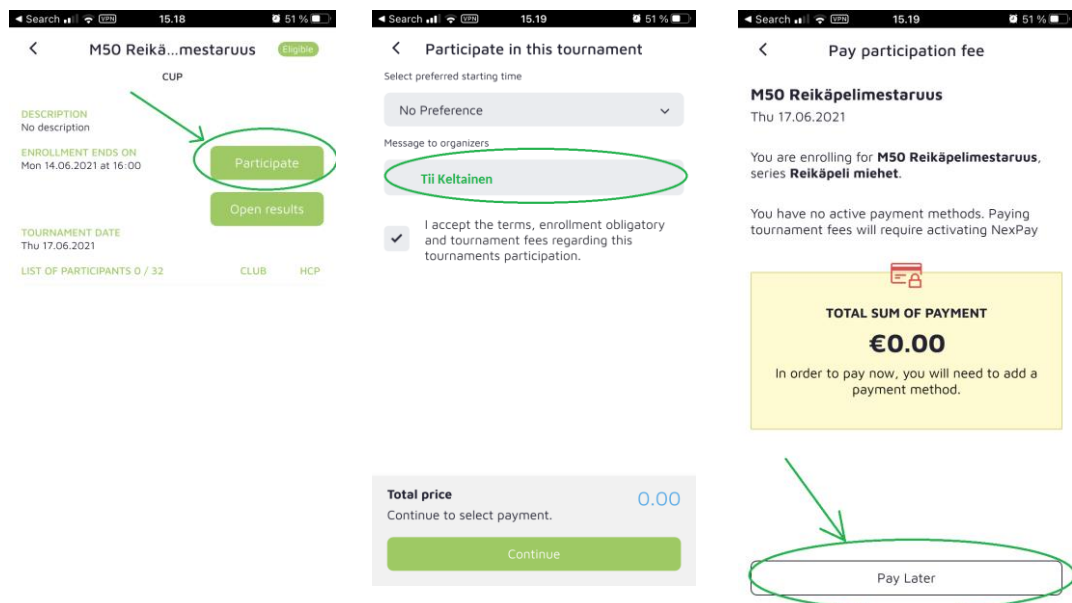 ◀ Search VPN 15.18 51 %
M50 Reikä...mestaruus Eligible
CUP
DESCRIPTION
No description
ENROLLMENT ENDS ON
Mon 14.06.2021 at 16:00
Participate
Open results
TOURNAMENT DATE
Thu 17.06.2021
LIST OF PARTICIPANTS 0 / 32 CLUB HCP
◀ Search VPN 15.19 51 %
Participate in this tournament
Select preferred starting time
No Preference
Message to organizers
Tii Keltainen
I accept the terms, enrollment obligatory
and tournament fees regarding this
tournaments participation.
Total price 0.00
Continue to select payment.
Continue
◀ Search VPN 15.19 51 %
Pay participation fee
M50 Reikäpelimestaruus
Thu 17.06.2021
You are enrolling for M50 Reikäpelimestaruus,
series Reikäpeli miehet.
You have no active payment methods. Paying
tournament fees will require activating NexPay
TOTAL SUM OF PAYMENT
€0.00
In order to pay now, you will need to add a
payment method.
Pay Later